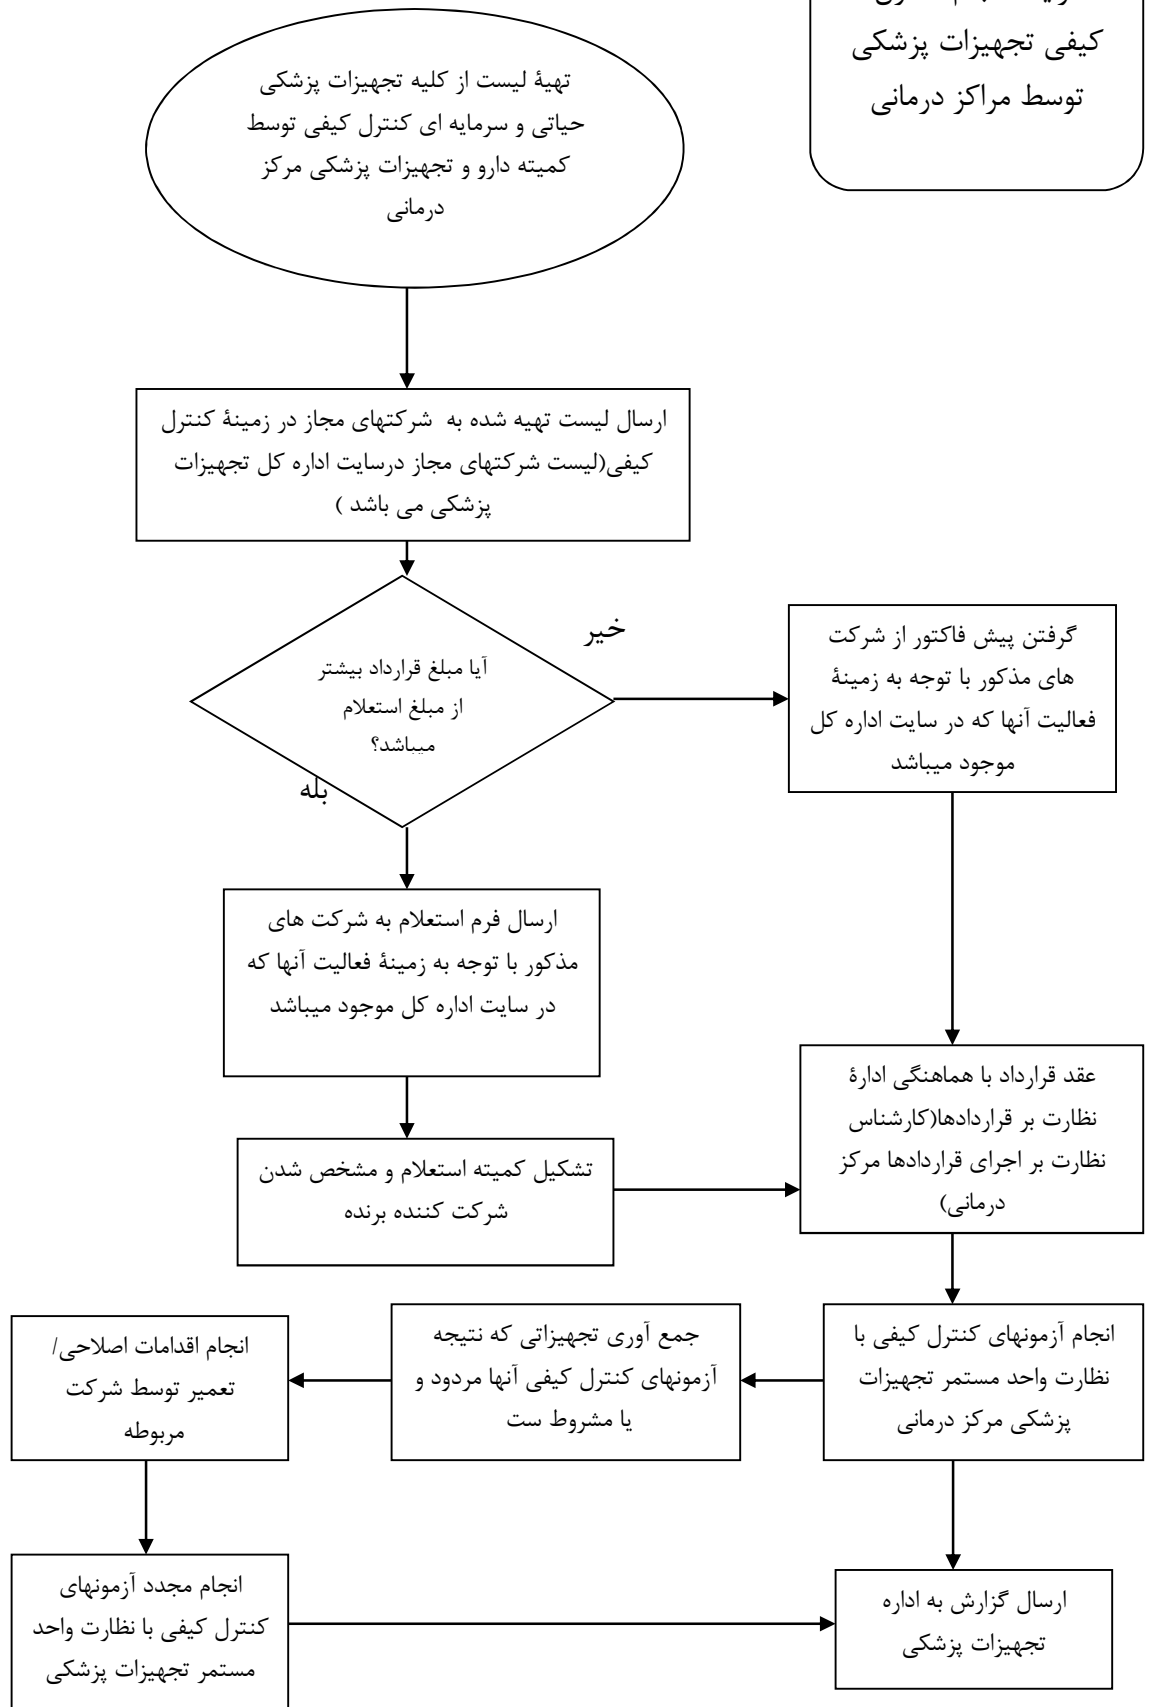 کیفی تجهیزات پزشکی
توسط مراکز درمانی
تهیۀ لیست از کلیه تجهیزات پزشکی
حیاتی و سرمایه ای کنترل کیفی توسط
کمیته دارو و تجهیزات پزشکی مرکز
درمانی
ارسال لیست تهیه شده به شرکتهای مجاز در زمینۀ کنترل
کیفی(لیست شرکتهای مجاز درسایت اداره کل تجهیزات
پزشکی می باشد )
آیا مبلغ قرارداد بیشتر
از مبلغ استعلام
میباشد؟
خیر
بله
گرفتن پیش فاکتور از شرکت
های مذکور با توجه به زمینۀ
فعالیت آنها که در سایت اداره کل
موجود میباشد
ارسال فرم استعلام به شرکت های
مذکور با توجه به زمینۀ فعالیت آنها که
در سایت اداره کل موجود میباشد
تشکیل کمیته استعلام و مشخص شدن
شرکت کننده برنده
عقد قرارداد با هماهنگی ادارۀ
نظارت بر قراردادها(کارشناس
نظارت بر اجرای قراردادها مرکز
درمانی)
انجام آزمونهای کنترل کیفی با
نظارت واحد مستمر تجهیزات
پزشکی مرکز درمانی
جمع آوری تجهیزاتی که نتیجه
آزمونهای کنترل کیفی آنها مردود و
یا مشروط ست
انجام اقدامات اصلاحی/
تعمیر توسط شرکت
مربوطه
انجام مجدد آزمونهای
کنترل کیفی با نظارت واحد
مستمر تجهیزات پزشکی
ارسال گزارش به اداره
تجهیزات پزشکی